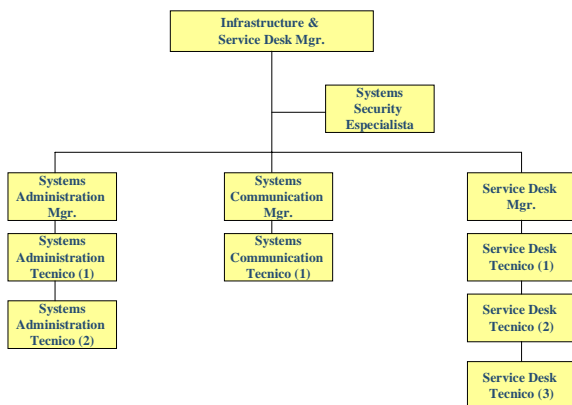 Infrastructure &
Service Desk Mgr.
Systems
Security
Especialista
Systems
Administration
Mgr.
Systems
Communication
Mgr.
Service Desk
Mgr.
Systems
Administration
Tecnico (1)
Systems
Communication
Tecnico (1)
Service Desk
Tecnico (1)
Systems
Administration
Tecnico (2)
Service Desk
Tecnico (2)
Service Desk
Tecnico (3)